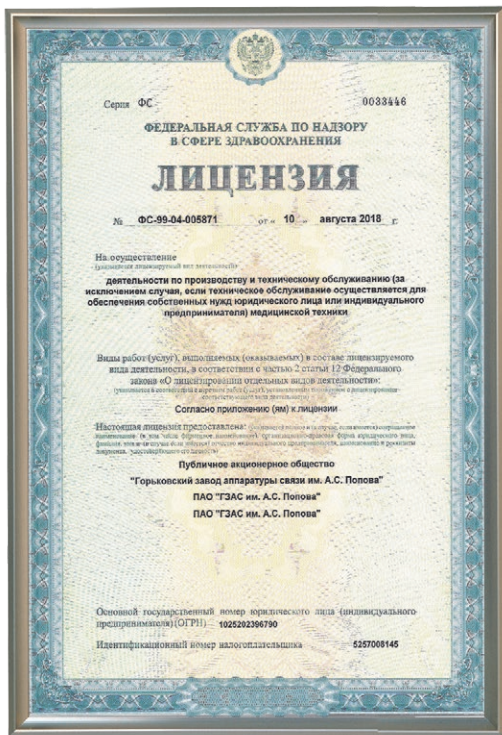 Серия ФС 0033446
ФЕДЕРАЛЬНАЯ СЛУЖБА ПО НАДЗОРУ
В СФЕРЕ ЗДРАВООХРАНЕНИЯ
ЛИЦЕНЗИЯ
№ ФС-99-04-005871 от « 10 » августа 2018 г.
На осуществление
(указывается лицензируемый вид деятельности)
деятельности по производству и техническому обслуживанию (за
исключением случая, если техническое обслуживание осуществляется для
обеспечения собственных нужд юридического лица или индивидуального
предпринимателя) медицинской техники
Виды работ (услуг), выполняемых (оказываемых) в составе лицензируемого
вида деятельности, в соответствии с частью 2 статьи 12 Федерального
закона «О лицензировании отдельных видов деятельности»:
Согласно приложению (ям) к лицензии
Настоящая лицензия предоставлена:
Публичное акционерное общество
"Горьковский завод аппаратуры связи им. А.С. Попова"
ПАО "ГЗАС им. А.С. Попова"
ПАО "ГЗАС им. А.С. Попова"
Основной государственный номер юридического лица (индивидуального
предпринимателя) (ОГРН) 1025202396790
Идентификационный номер налогоплательщика 5257008145